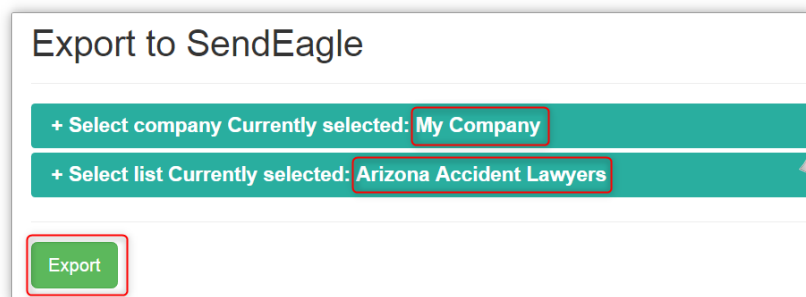 Export to SendEagle
+ Select company Currently selected: My Company
+ Select list Currently selected: Arizona Accident Lawyers
Export